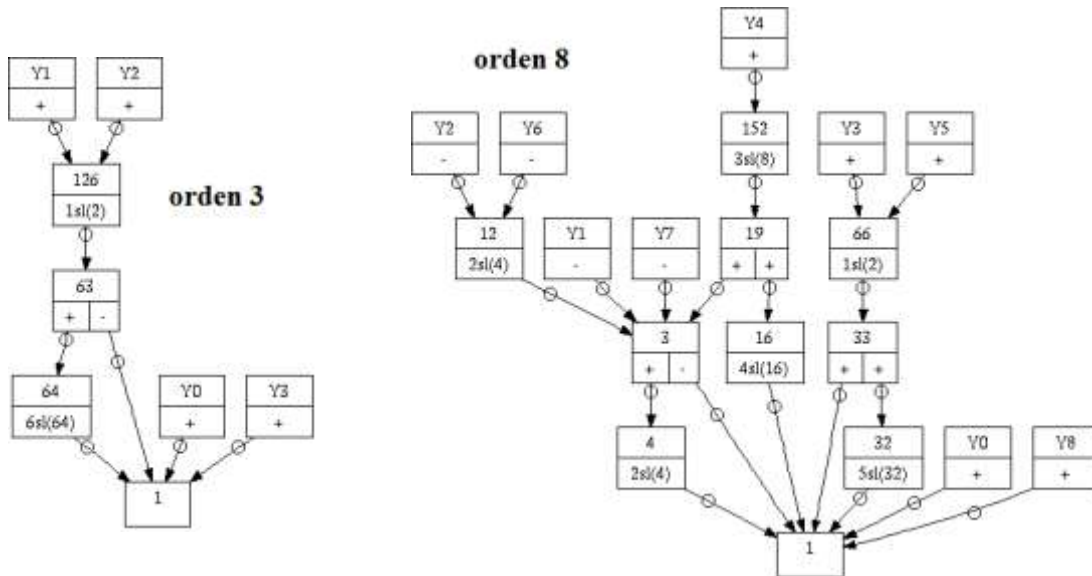 Y4
orden 8
+
Y1 Y2
+ +
Y2 Y6 152 Y3 Y5
- - 3sl(8) + +
126
1sl(2)
orden 3
12 Y1 Y7 19 66
2sl(4) - - + + 1sl(2)
63
+ -
3 16 33
+ - 4sl(16) + +
64 Y0 Y3
6sl(64) + +
4 32 Y0 Y8
2sl(4) 5sl(32) + +
1
1